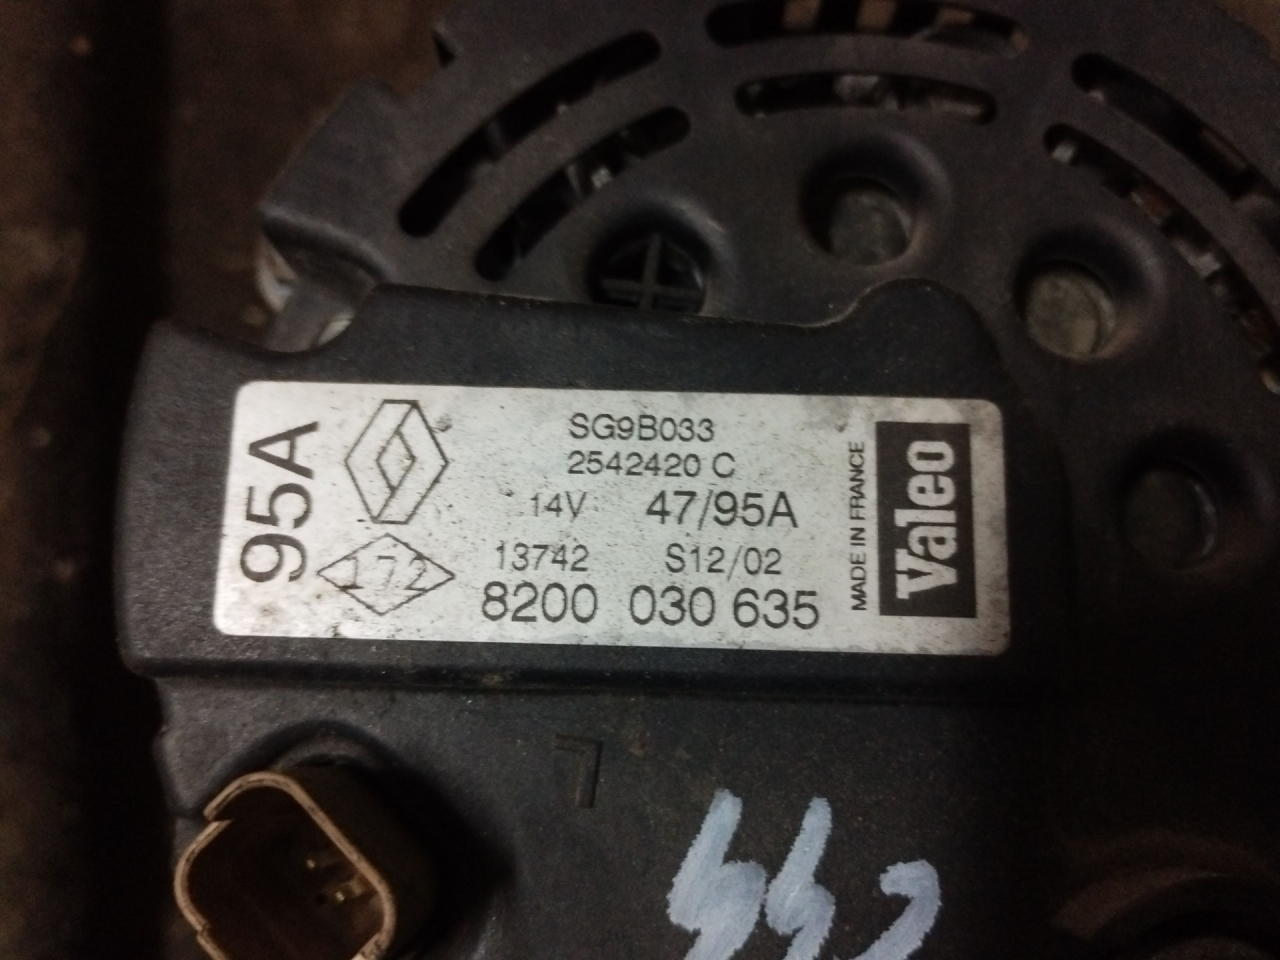 95A
172
SG9B033
2542420 C
14V 47/95A
13742 S12/02
8200 030 635
MADE IN FRANCE
Valeo